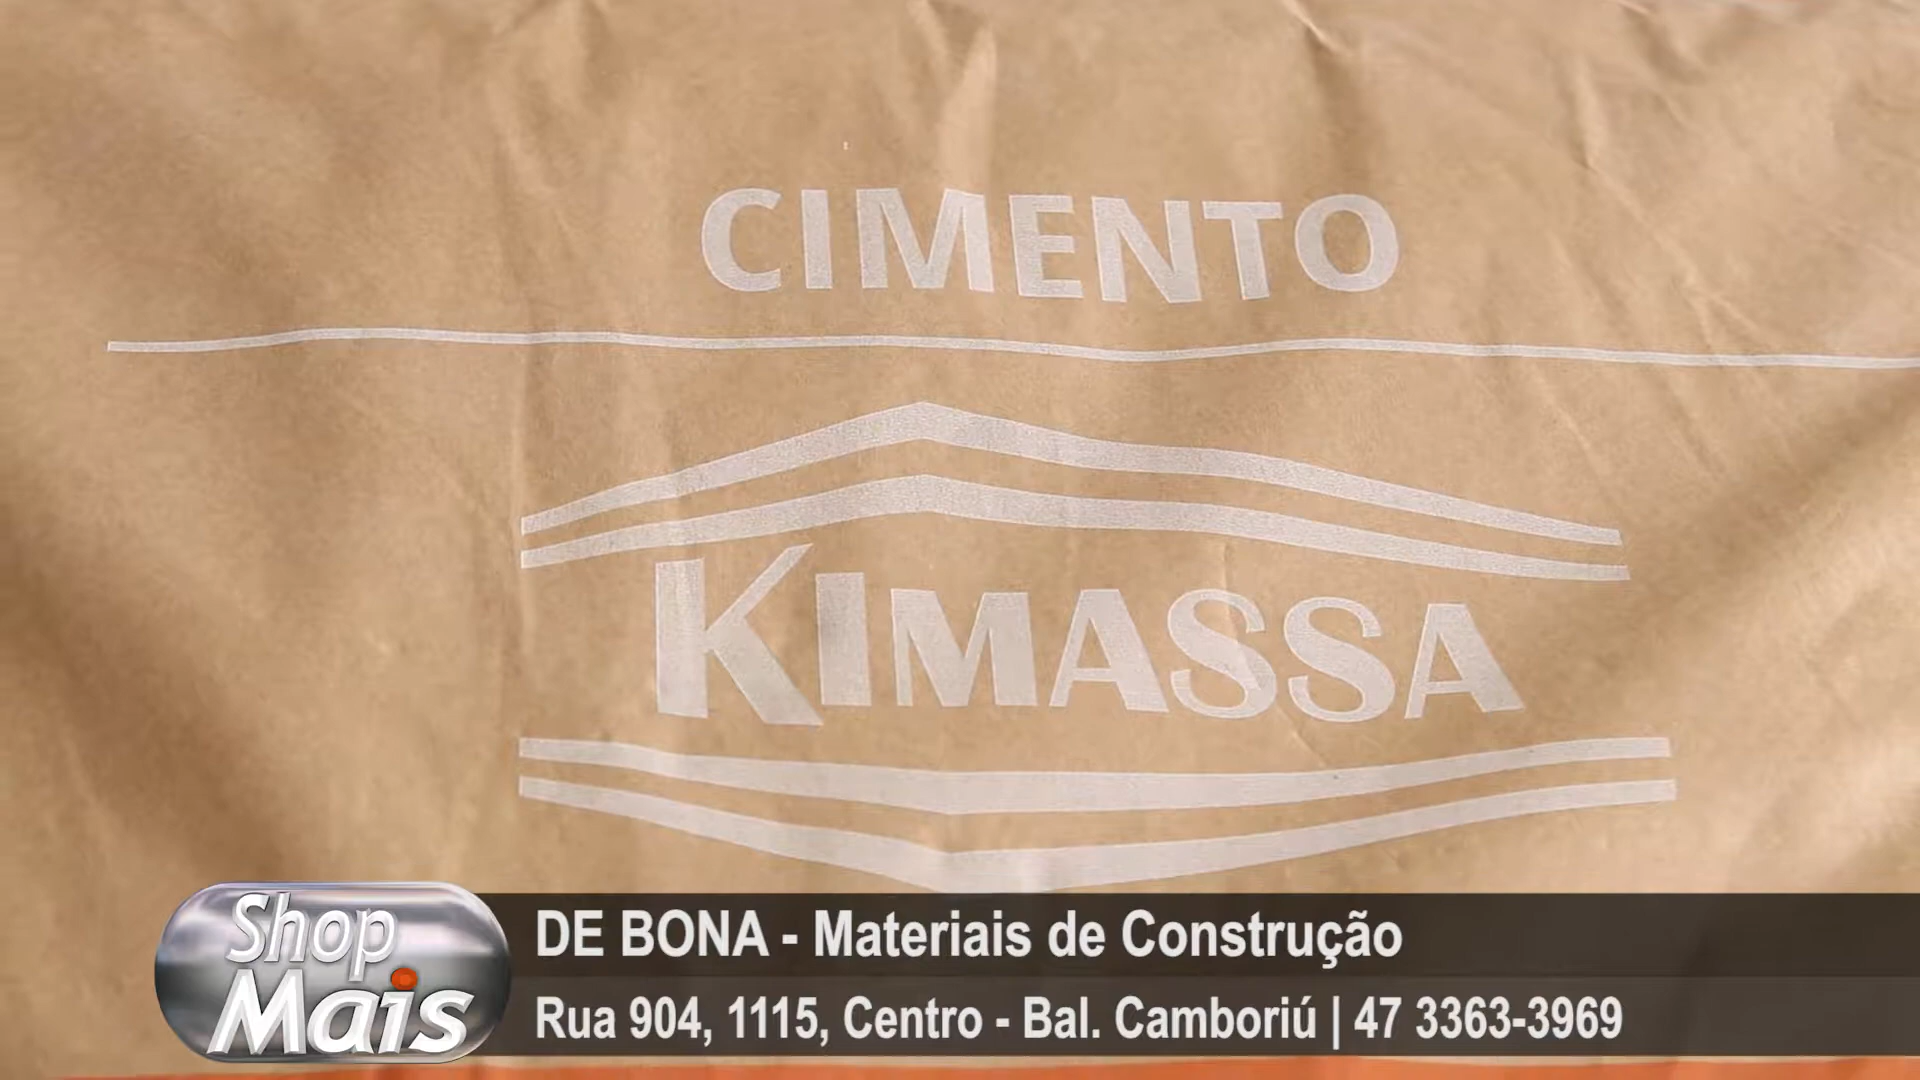 CIMENTO
KIMASSA
Shop
Mais
DE BONA - Materiais de Construção
Rua 904, 1115, Centro - Bal. Camboriú | 47 3363-3969